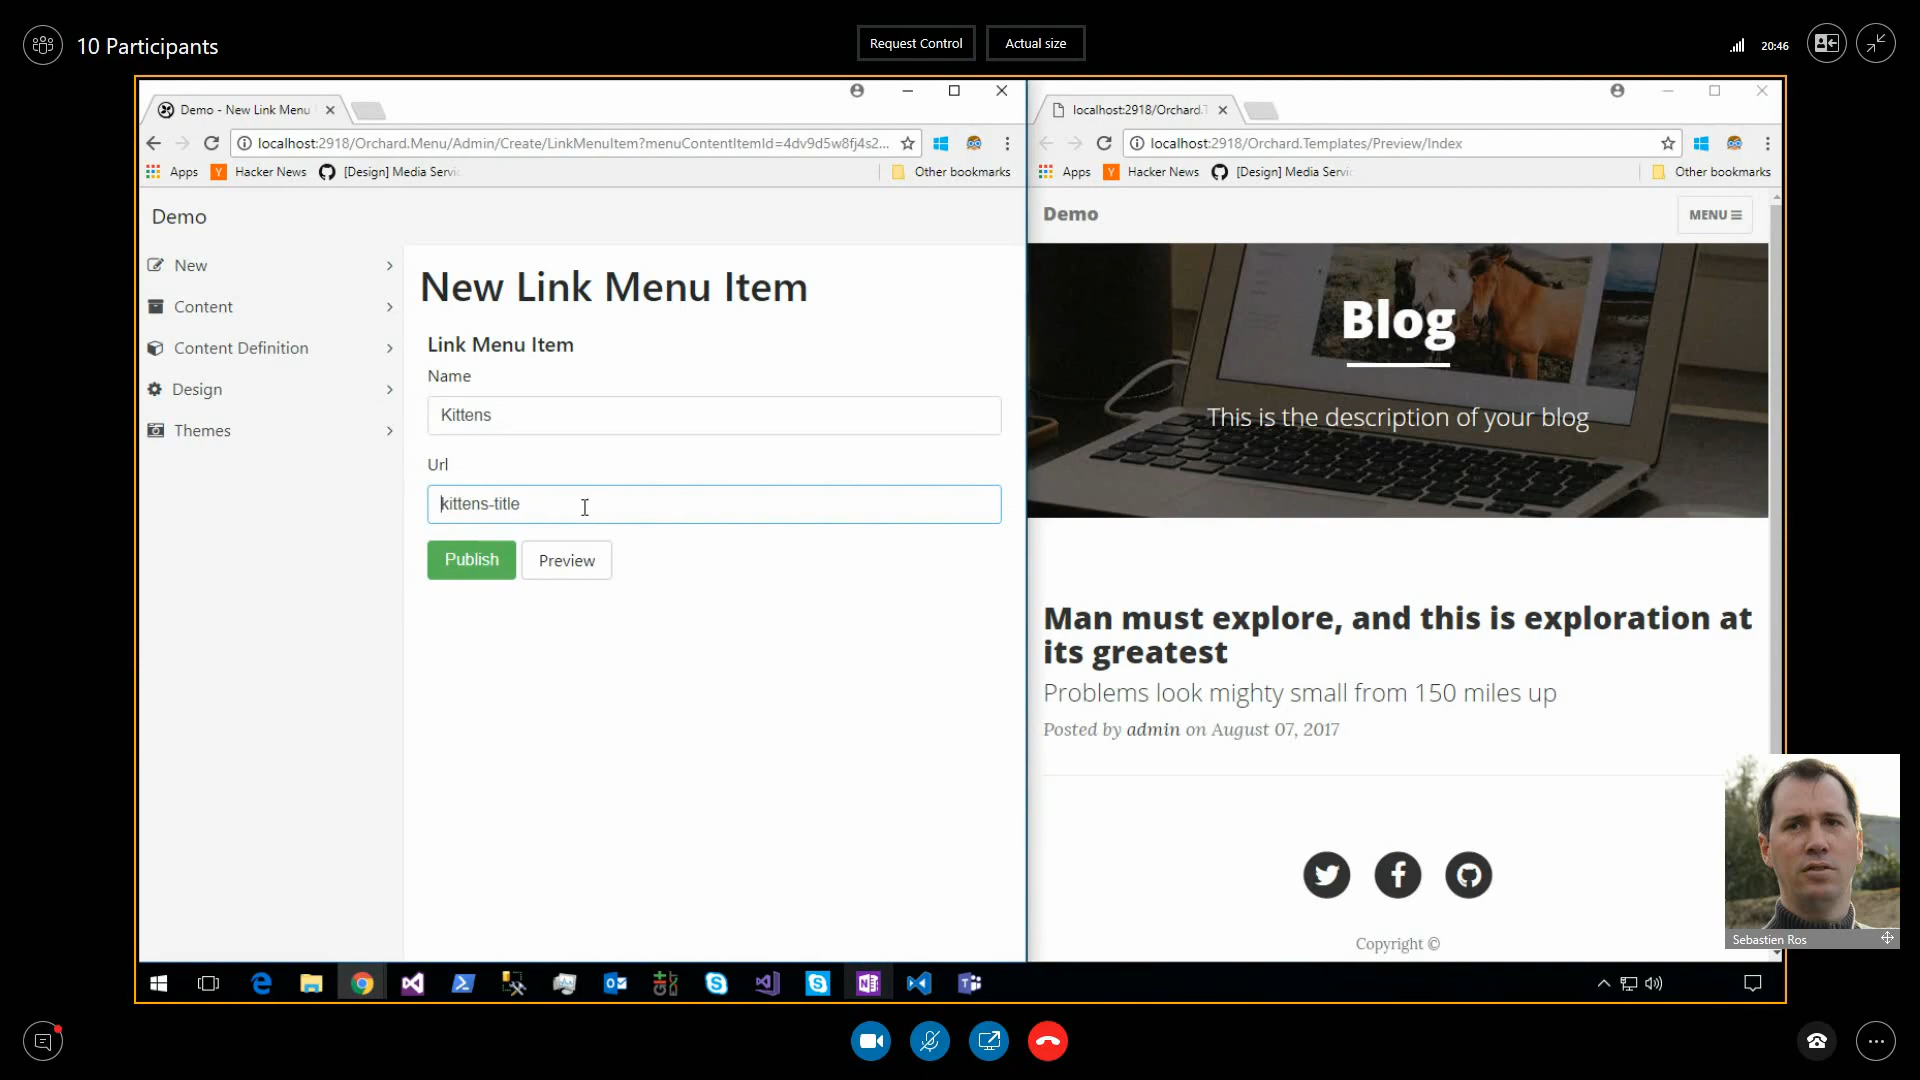 10 Participants
Request Control
Actual size
20:46
Demo - New Link Menu
localhost:2918/Orchard.Menu/Admin/Create/LinkMenuItem?menuContentItemId=4dv9d5w8fj4s2...
Apps
Hacker News
[Design] Media Servic
Other bookmarks
Demo
New
Content
Content Definition
Design
Themes
New Link Menu Item
Link Menu Item
Name
Kittens
Url
kittens-title
Publish
Preview
localhost:2918/Orchard.T
localhost:2918/Orchard.Templates/Preview/Index
Apps
Hacker News
[Design] Media Servic
Other bookmarks
Demo
MENU
Blog
This is the description of your blog
Man must explore, and this is exploration at
its greatest
Problems look mighty small from 150 miles up
Posted by admin on August 07, 2017
Copyright ©
Sebastien Ros